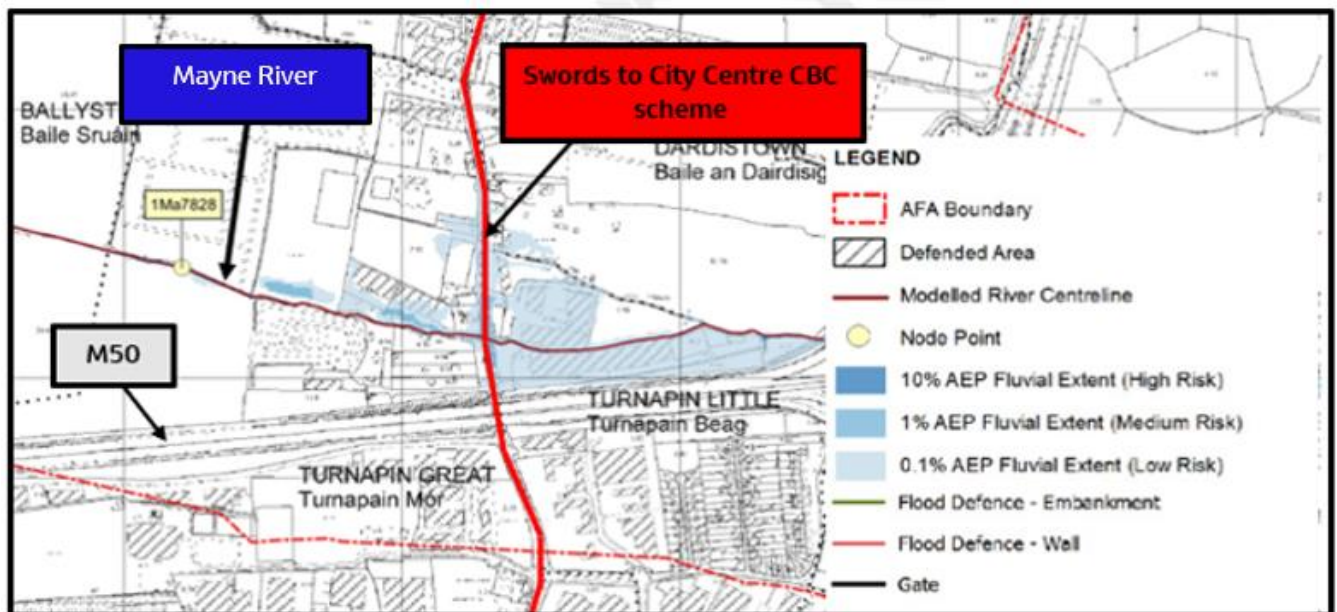 Mayne River
Swords to City Centre CBC
scheme
BALLYST
Baile Sruáin
DARDISTOWN
Baile an Dairdisig
1Ma7828
M50
TURNAPIN LITTLE
Turnapain Beag
TURNAPIN GREAT
Turnapain Mór
LEGEND
AFA Boundary
Defended Area
Modelled River Centreline
Node Point
10% AEP Fluvial Extent (High Risk)
1% AEP Fluvial Extent (Medium Risk)
0.1% AEP Fluvial Extent (Low Risk)
Flood Defence - Embankment
Flood Defence - Wall
Gate